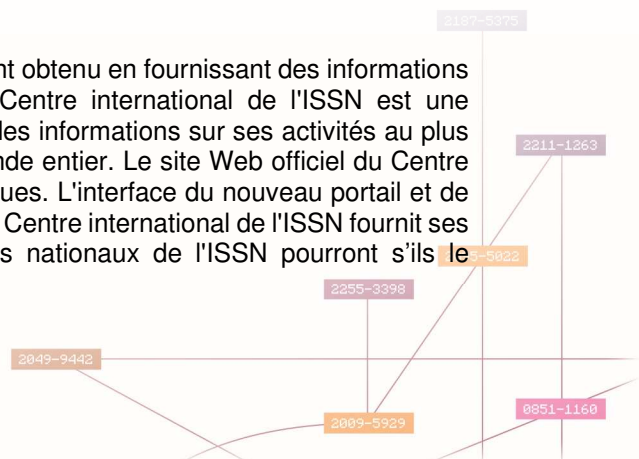 2187-5375
nt obtenu en fournissant des informations
Centre international de l'ISSN est une
les informations sur ses activités au plus
nde entier. Le site Web officiel du Centre
2211-1263
ues. L'interface du nouveau portail et de
Centre international de l'ISSN fournit ses
s nationaux de l'ISSN pourront s'ils le
5-5022
2255-3398
2049-9442
0851-1160
2009-5929